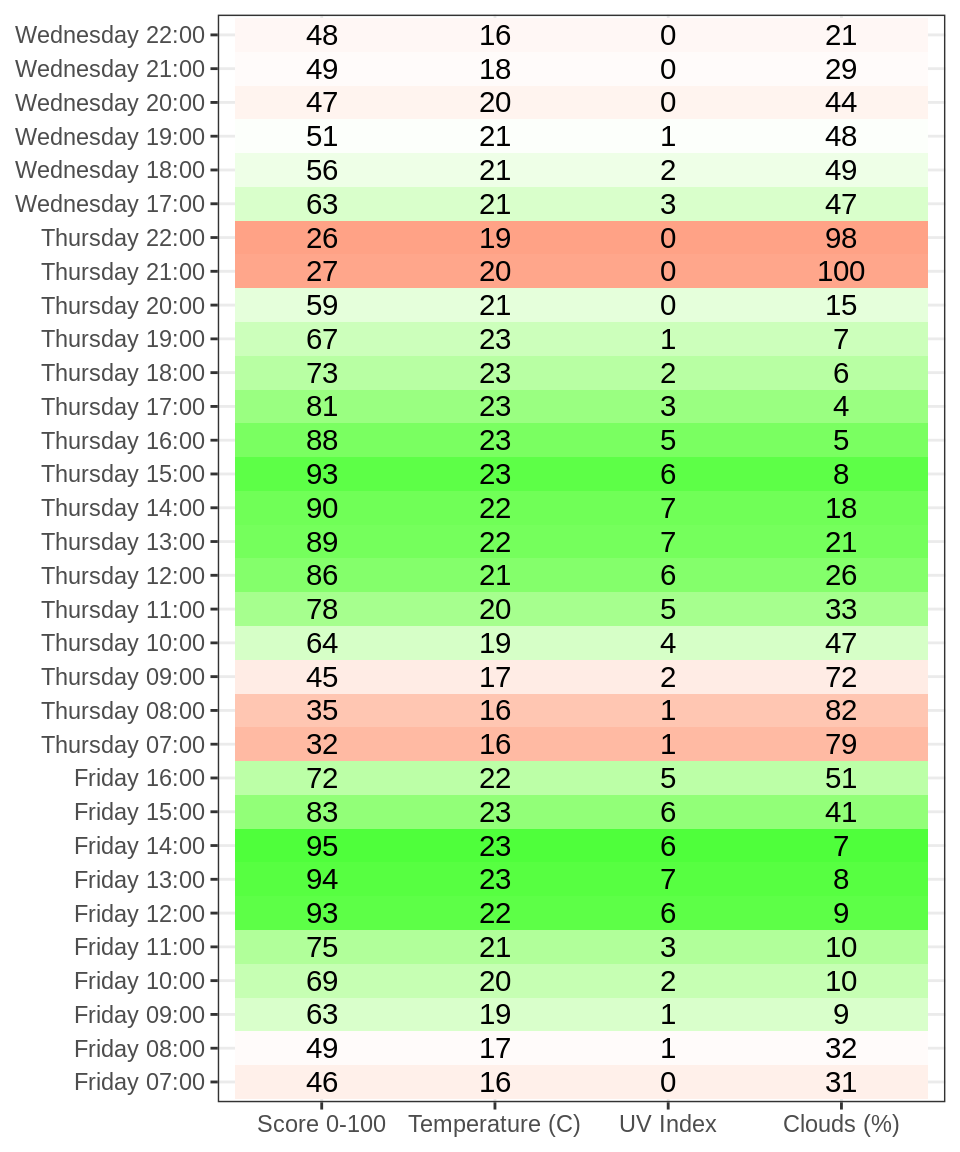 Wednesday 22:00 48 16 0 21
Wednesday 21:00 49 18 0 29
Wednesday 20:00 47 20 0 44
Wednesday 19:00 51 21 1 48
Wednesday 18:00 56 21 2 49
Wednesday 17:00 63 21 3 47
Thursday 22:00 26 19 0 98
Thursday 21:00 27 20 0 100
Thursday 20:00 59 21 0 15
Thursday 19:00 67 23 1 7
Thursday 18:00 73 23 2 6
Thursday 17:00 81 23 3 4
Thursday 16:00 88 23 5 5
Thursday 15:00 93 23 6 8
Thursday 14:00 90 22 7 18
Thursday 13:00 89 22 7 21
Thursday 12:00 86 21 6 26
Thursday 11:00 78 20 5 33
Thursday 10:00 64 19 4 47
Thursday 09:00 45 17 2 72
Thursday 08:00 35 16 1 82
Thursday 07:00 32 16 1 79
Friday 16:00 72 22 5 51
Friday 15:00 83 23 6 41
Friday 14:00 95 23 6 7
Friday 13:00 94 23 7 8
Friday 12:00 93 22 6 9
Friday 11:00 75 21 3 10
Friday 10:00 69 20 2 10
Friday 09:00 63 19 1 9
Friday 08:00 49 17 1 32
Friday 07:00 46 16 0 31
Score 0-100 Temperature (C) UV Index Clouds (%)